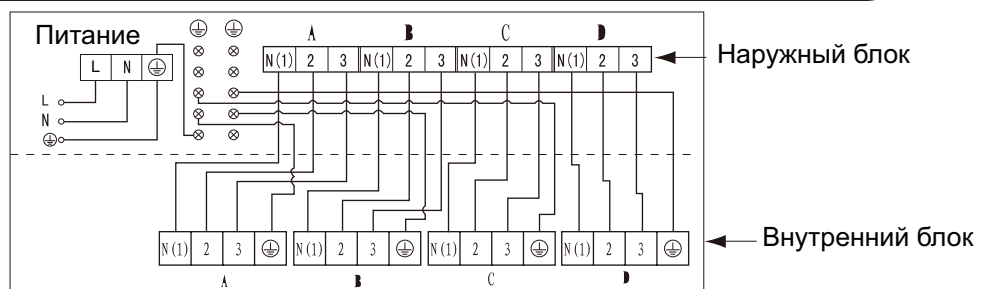 Питание
A B C D
L N
N(1) 2 3 N(1) 2 3 N(1) 2 3 N(1) 2 3
Наружный блок
L
N
N(1) 2 3 N(1) 2 3 N(1) 2 3 N(1) 2 3
Внутренний блок
A B C D